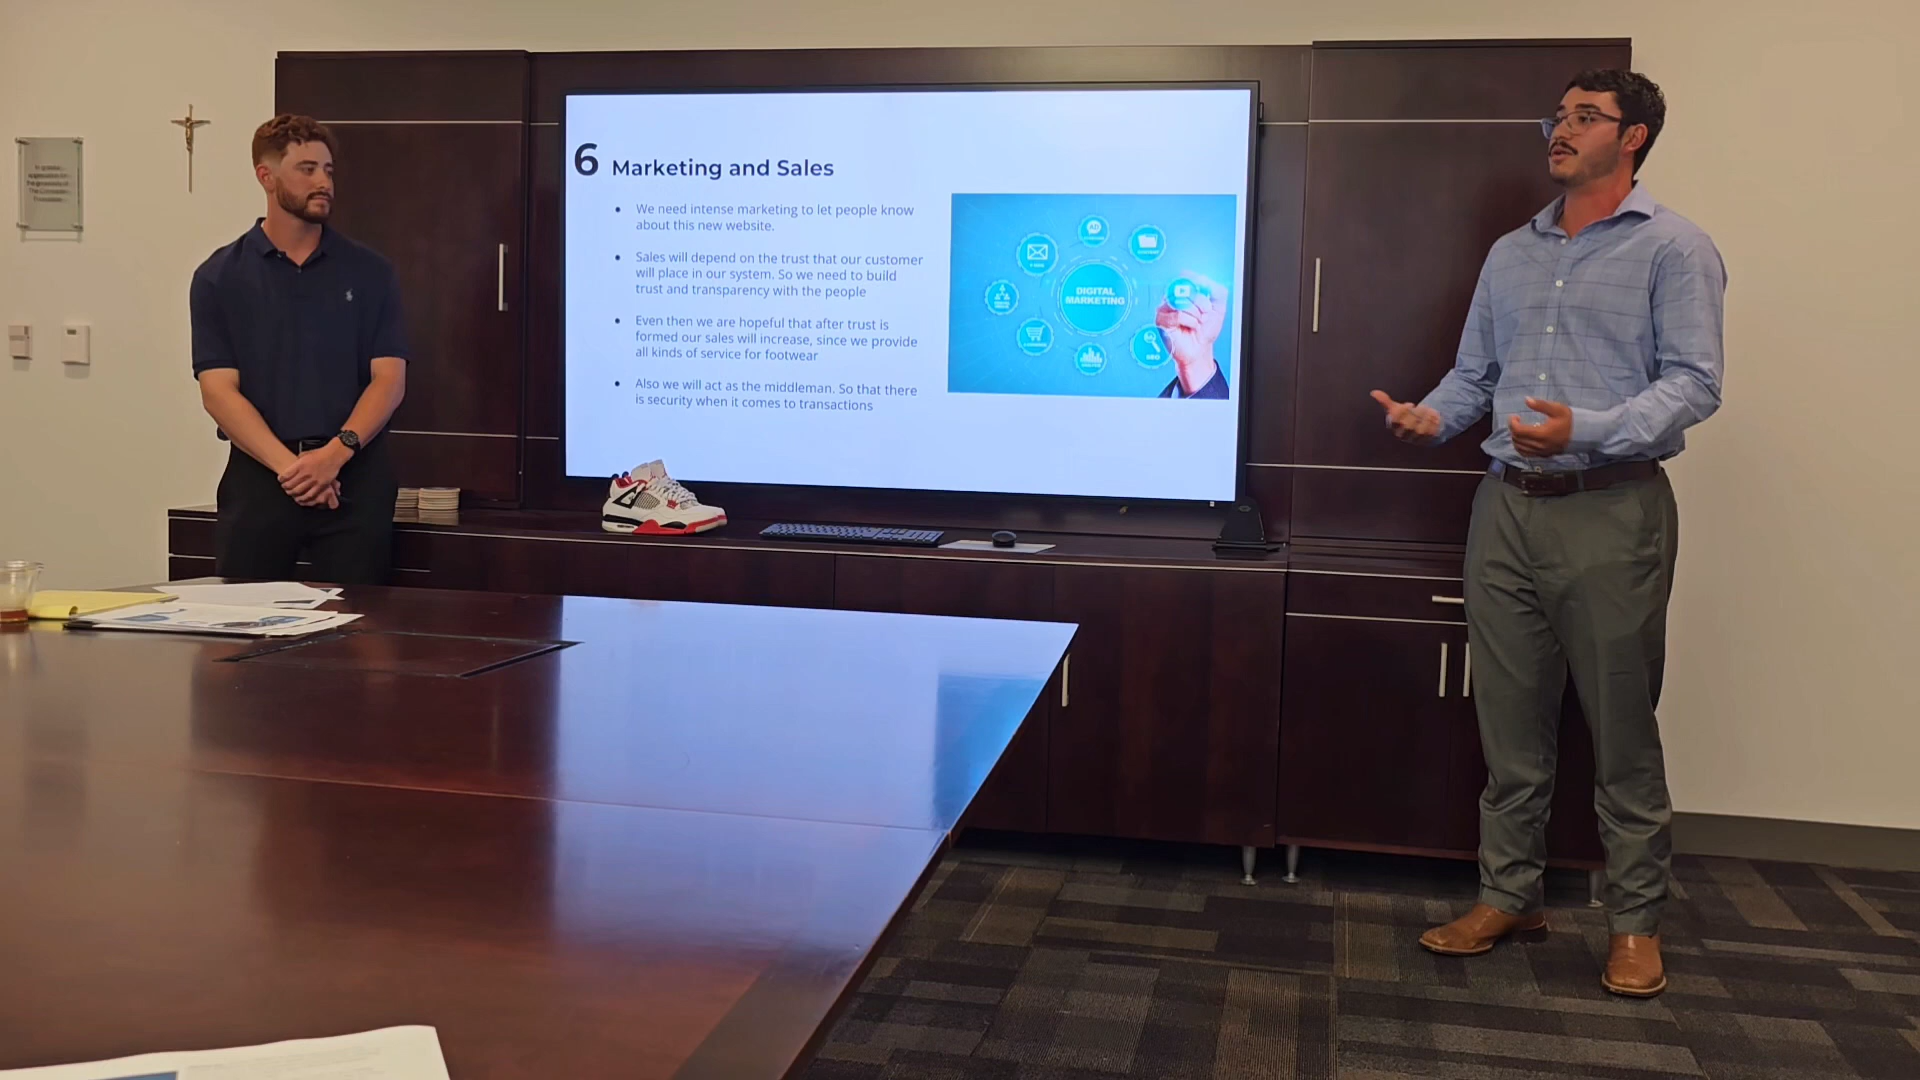 6 Marketing and Sales
We need intense marketing to let people know
about this new website.
Sales will depend on the trust that our customer
will place in our system. So we need to build
trust and transparency with the people
Even then we are hopeful that after trust is
formed our sales will increase, since we provide
all kinds of service for footwear
Also we will act as the middleman. So that there
is security when it comes to transactions
AD
DIGITAL
MARKETING
SEO